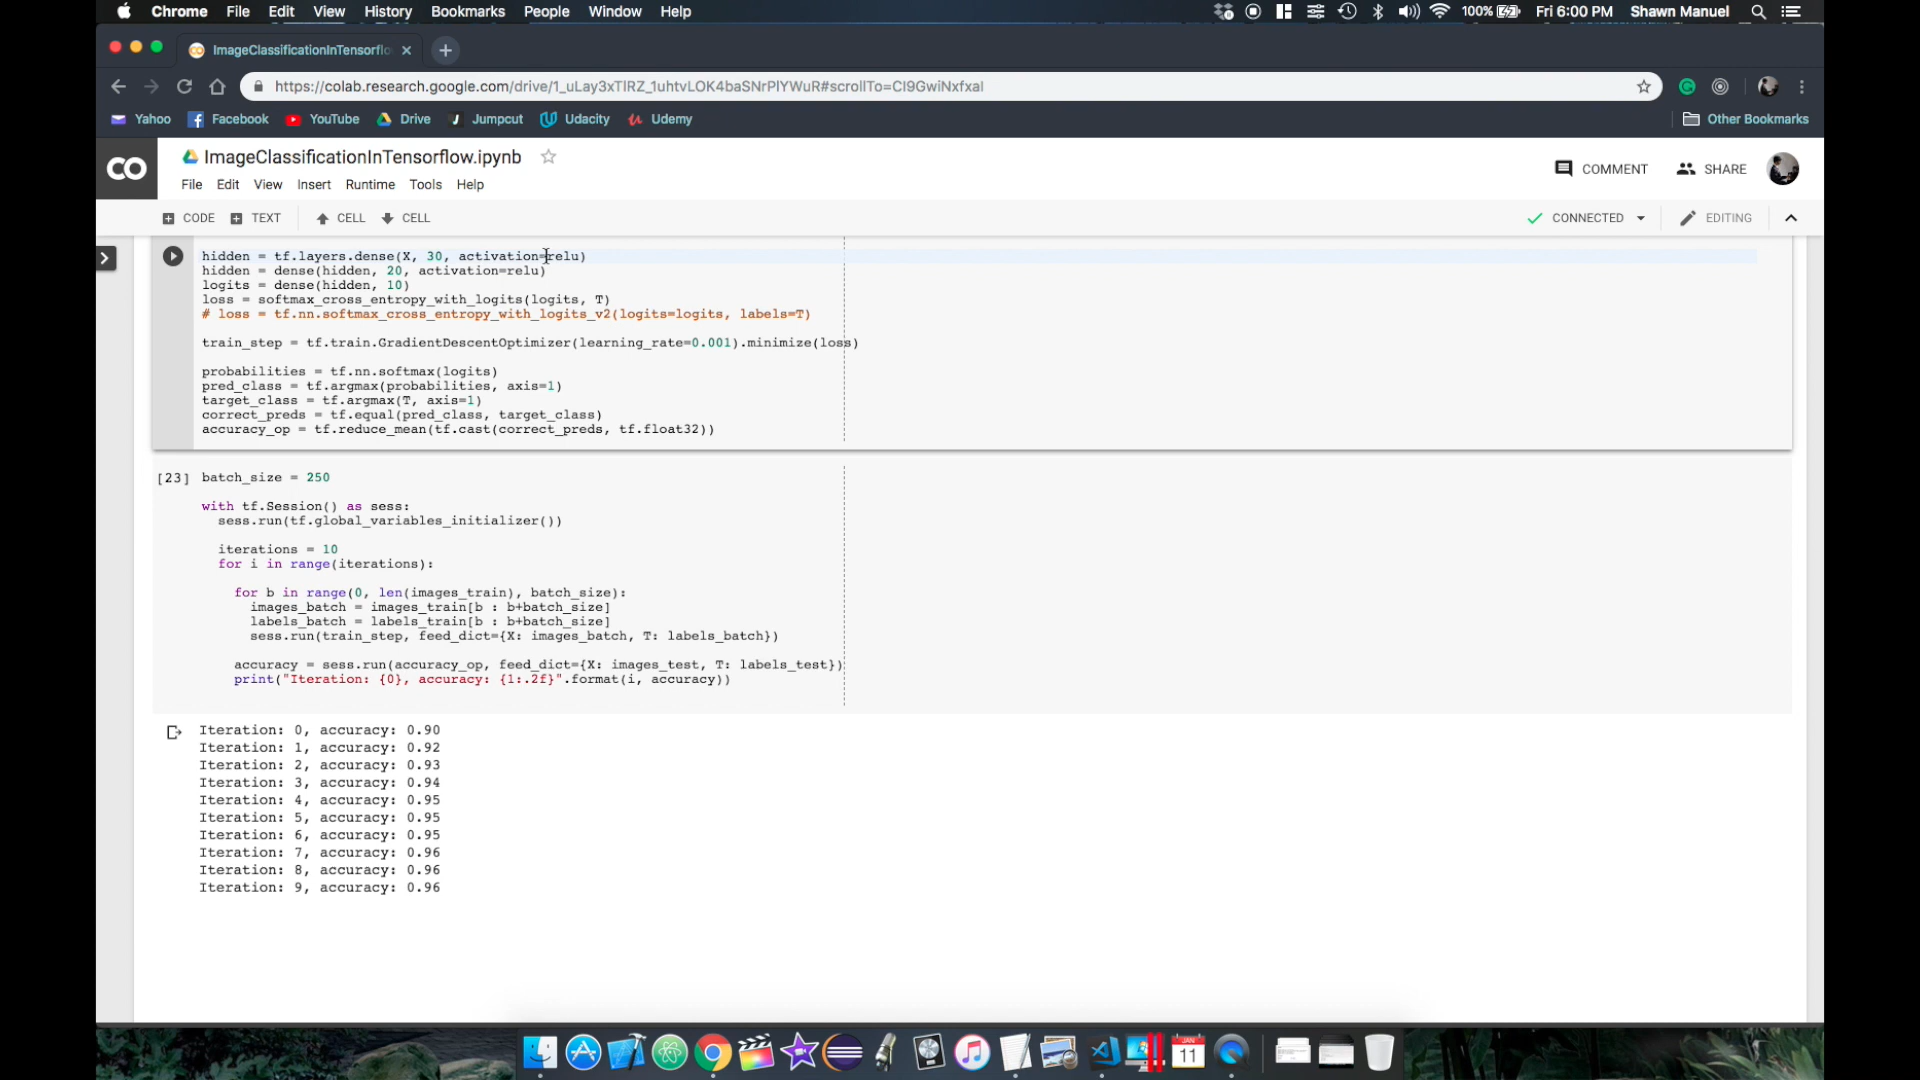 Chrome File Edit View History Bookmarks People Window Help 100% Fri 6:00 PM Shawn Manuel
ImageClassificationInTensorflo
https://colab.research.google.com/drive/1_uLay3xTlRZ_1uhtvLOK4baSNrPlYWuR#scrollTo=CI9GwiNxfxaI
Yahoo Facebook YouTube Drive Jumpcut Udacity Udemy Other Bookmarks
CO ImageClassificationInTensorflow.ipynb
COMMENT SHARE
File Edit View Insert Runtime Tools Help
CODE TEXT CELL CELL CONNECTED EDITING
hidden = tf.layers.dense(X, 30, activation=relu)
hidden = dense(hidden, 20, activation=relu)
logits = dense(hidden, 10)
loss = softmax_cross_entropy_with_logits(logits, T)
# loss = tf.nn.softmax_cross_entropy_with_logits_v2(logits=logits, labels=T)
train_step = tf.train.GradientDescentOptimizer(learning_rate=0.001).minimize(loss)
probabilities = tf.nn.softmax(logits)
pred_class = tf.argmax(probabilities, axis=1)
target_class = tf.argmax(T, axis=1)
correct_preds = tf.equal(pred_class, target_class)
accuracy_op = tf.reduce_mean(tf.cast(correct_preds, tf.float32))
[23] batch_size = 250
with tf.Session() as sess:
sess.run(tf.global_variables_initializer())
iterations = 10
for i in range(iterations):
for b in range(0, len(images_train), batch_size):
images_batch = images_train[b : b+batch_size]
labels_batch = labels_train[b : b+batch_size]
sess.run(train_step, feed_dict={X: images_batch, T: labels_batch})
accuracy = sess.run(accuracy_op, feed_dict={X: images_test, T: labels_test})
print("Iteration: {0}, accuracy: {1:.2f}".format(i, accuracy))
Iteration: 0, accuracy: 0.90
Iteration: 1, accuracy: 0.92
Iteration: 2, accuracy: 0.93
Iteration: 3, accuracy: 0.94
Iteration: 4, accuracy: 0.95
Iteration: 5, accuracy: 0.95
Iteration: 6, accuracy: 0.95
Iteration: 7, accuracy: 0.96
Iteration: 8, accuracy: 0.96
Iteration: 9, accuracy: 0.96
JAN
11